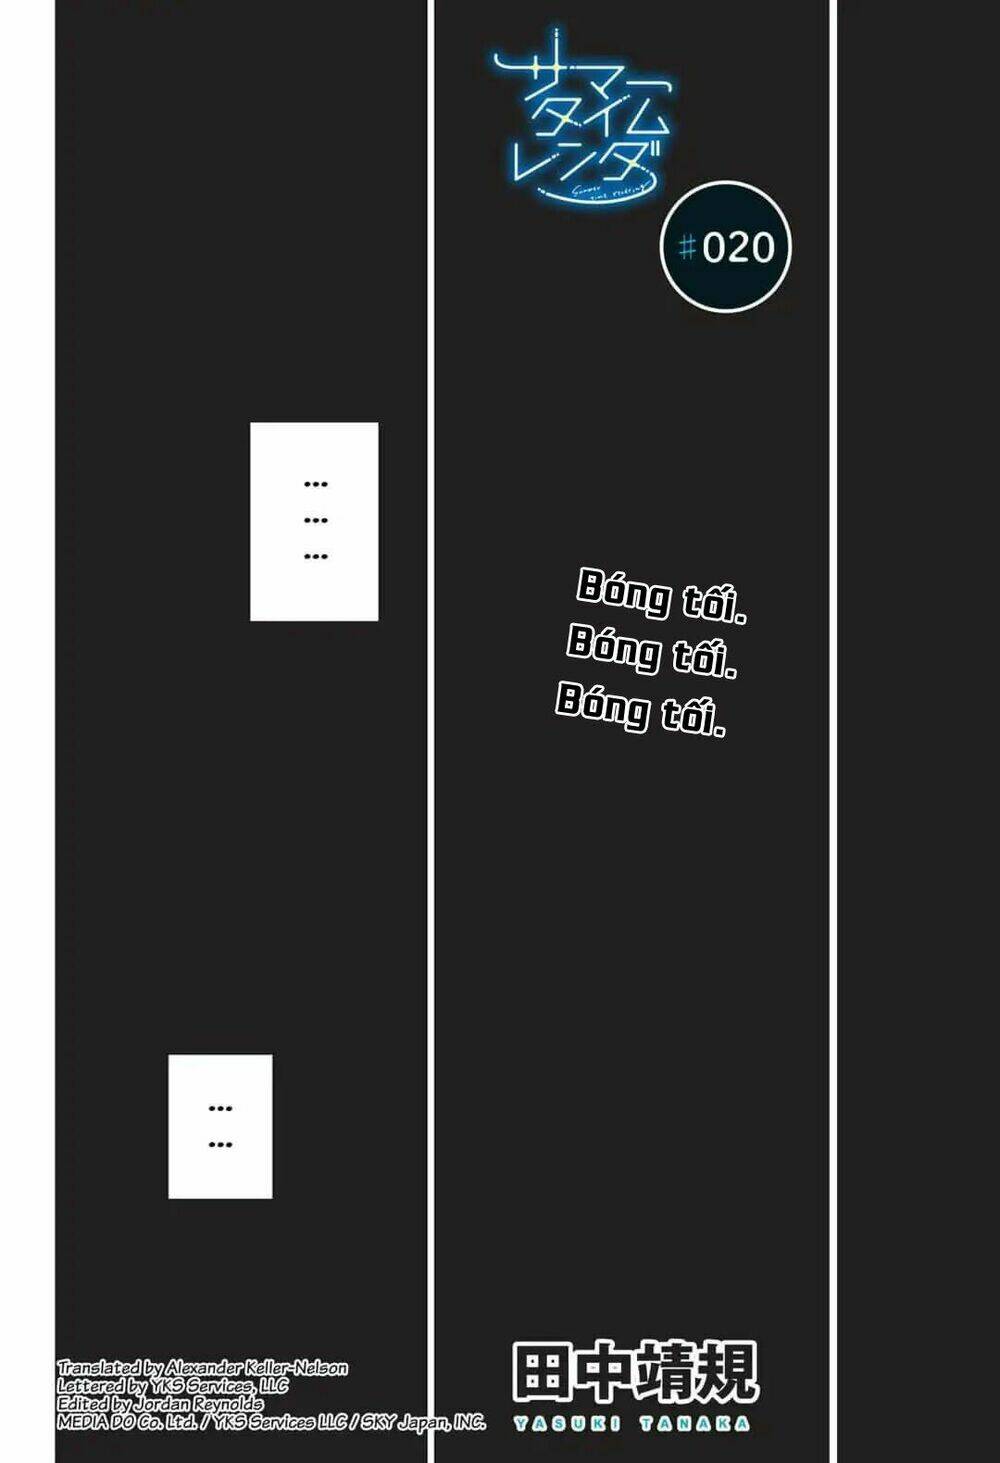 サマー
タイム
レンダ
Summer
time rendering
#020
Bóng tối.
Bóng tối.
Bóng tối.
...
...
...
...
...
田中靖規
YASUKI TANAKA
Translated by Alexander Keller-Nelson
Lettered by YKS Services, LLC
Edited by Jordan Reynolds
MEDIA DO Co. Ltd. / YKS Services LLC / SKY Japan, INC.